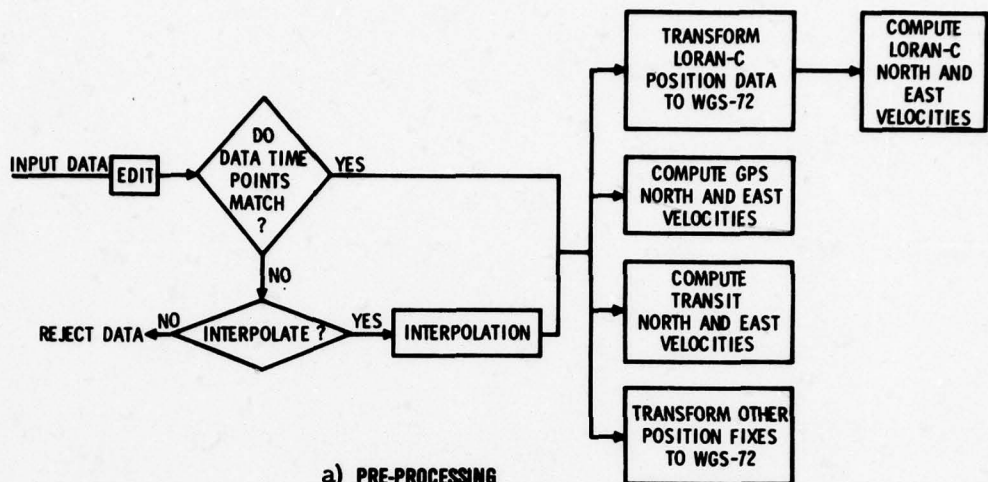 INPUT DATA
EDIT
DO
DATA TIME
POINTS
MATCH
?
YES
NO
INTERPOLATE ?
NO
REJECT DATA
YES
INTERPOLATION
TRANSFORM
LORAN-C
POSITION DATA
TO WGS-72
COMPUTE
LORAN-C
NORTH AND
EAST
VELOCITIES
COMPUTE GPS
NORTH AND EAST
VELOCITIES
COMPUTE
TRANSIT
NORTH AND EAST
VELOCITIES
TRANSFORM OTHER
POSITION FIXES
TO WGS-72
a) PRE-PROCESSING